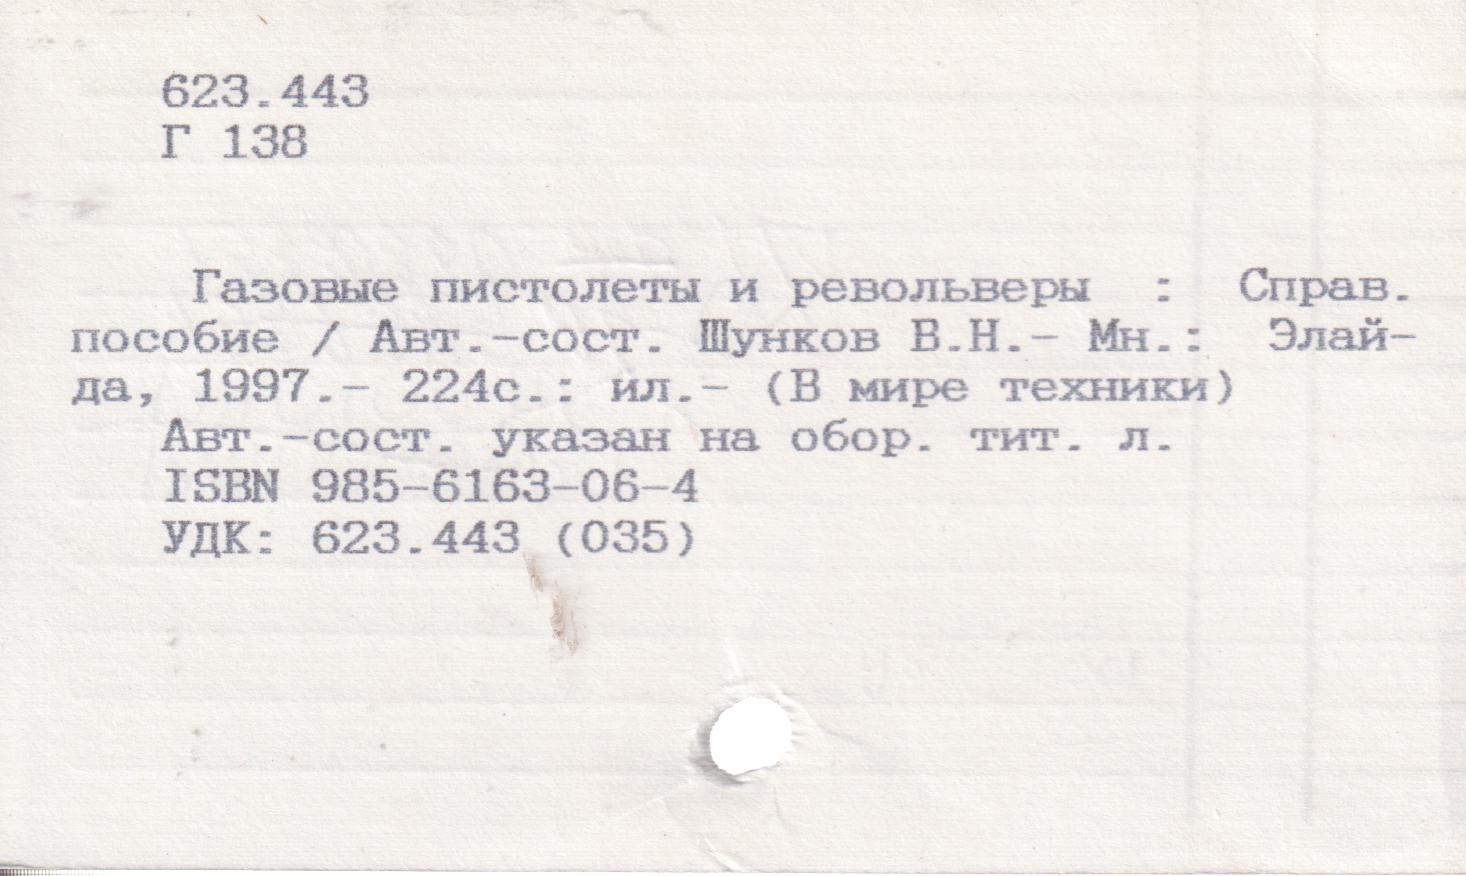 623.443
Г 138
Газовые пистолеты и револьверы : Справ.
пособие / Авт.-сост. Шунков В.Н.- Мн.: Элай-
да, 1997.- 224с.: ил.- (В мире техники)
Авт.-сост. указан на обор. тит. л.
ISBN 985-6163-06-4
УДК: 623.443 (035)